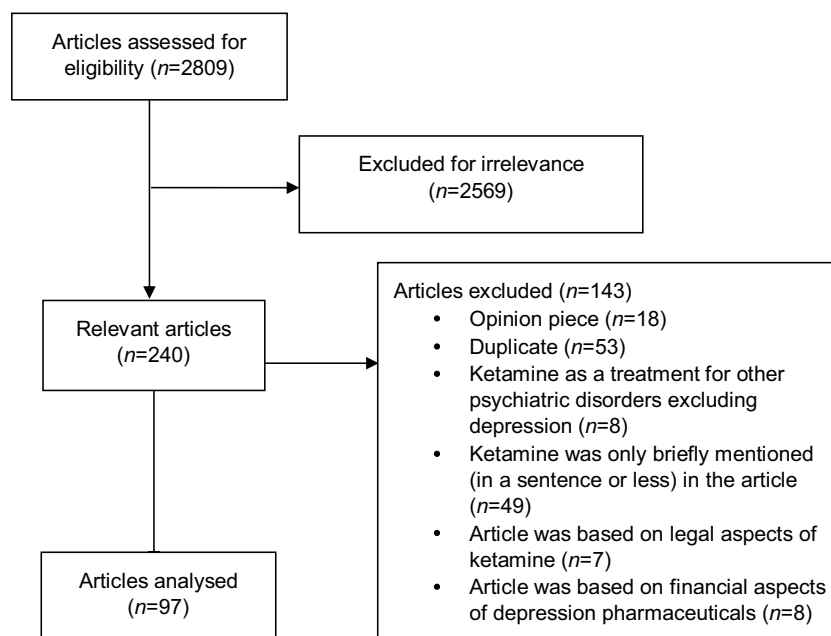 Articles assessed for
eligibility (n=2809)
Excluded for irrelevance
(n=2569)
Relevant articles
(n=240)
Articles excluded (n=143)
• Opinion piece (n=18)
• Duplicate (n=53)
• Ketamine as a treatment for other
psychiatric disorders excluding
depression (n=8)
• Ketamine was only briefly mentioned
(in a sentence or less) in the article
(n=49)
• Article was based on legal aspects of
ketamine (n=7)
• Article was based on financial aspects
of depression pharmaceuticals (n=8)
Articles analysed
(n=97)